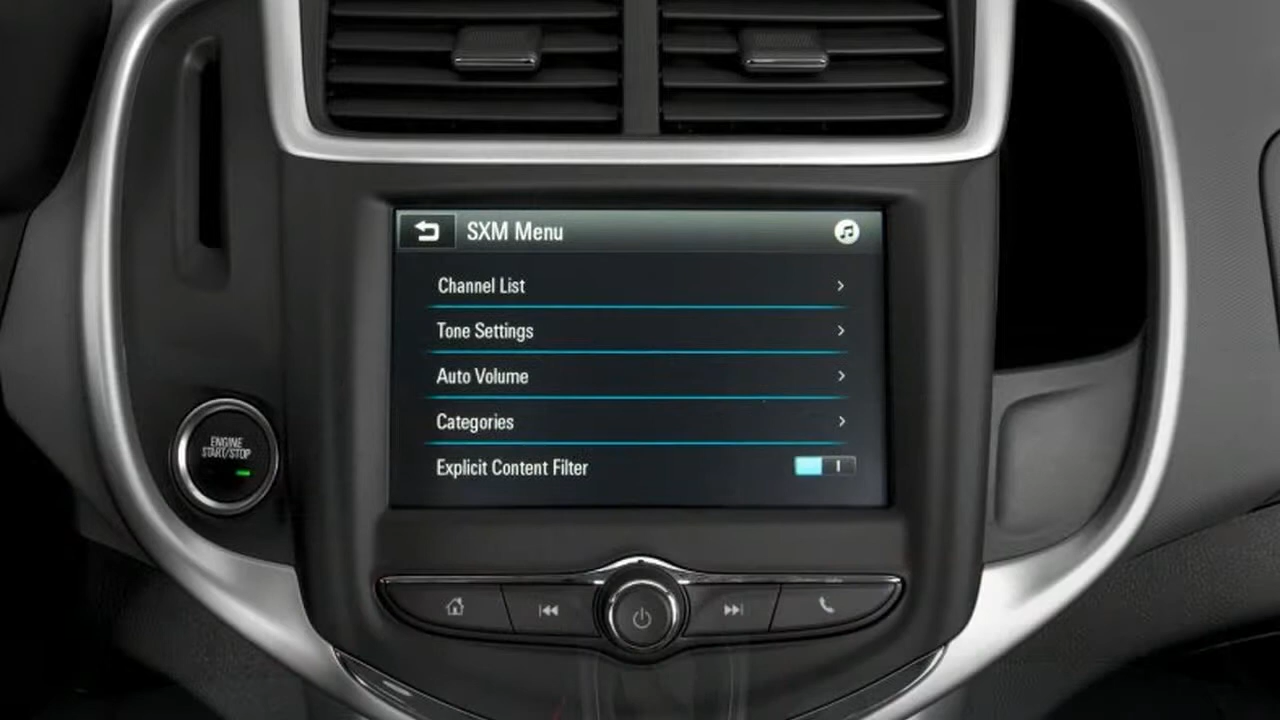 SXM Menu
Channel List
Tone Settings
Auto Volume
Categories
Explicit Content Filter
ENGINE
START/STOP